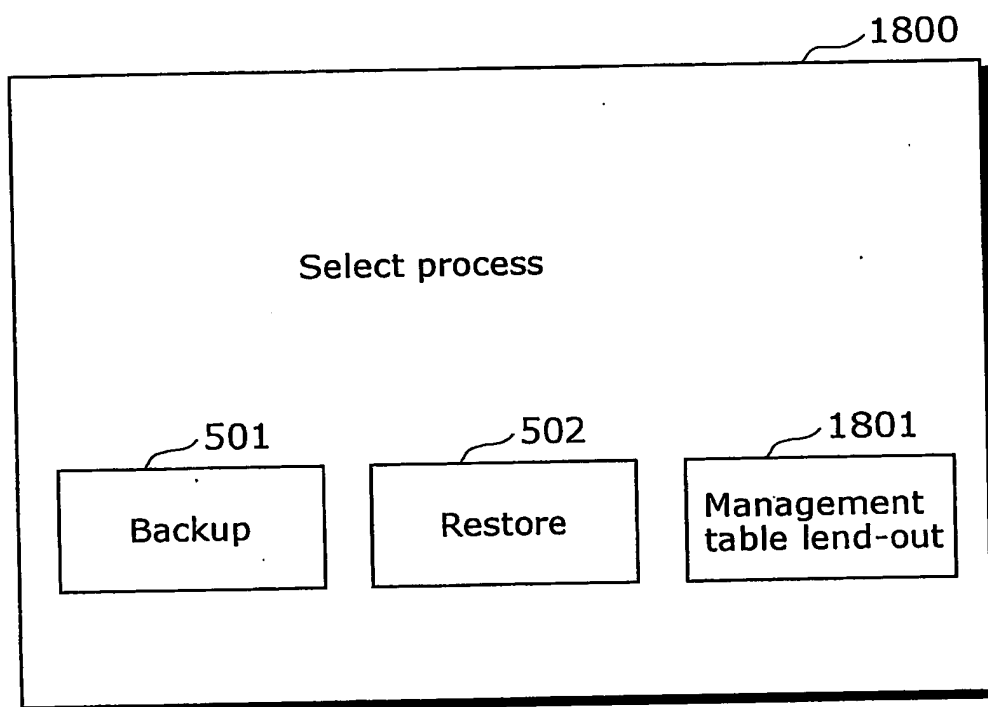 1800
Select process
501
502
1801
Backup
Restore
Management
table lend-out